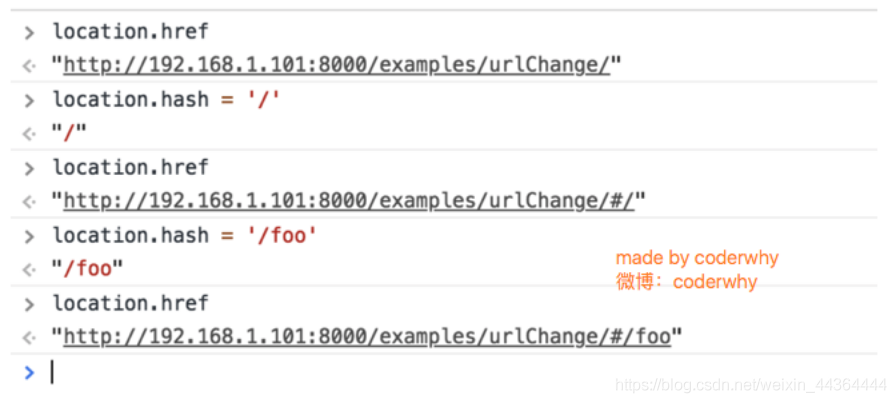 > location.href
<· "http://192.168.1.101:8000/examples/urlChange/"
> location.hash = '/'
<· "/"
> location.href
<· "http://192.168.1.101:8000/examples/urlChange/#/"
> location.hash = '/foo'
<· "/foo"
made by coderwhy
微博：coderwhy
> location.href
<· "http://192.168.1.101:8000/examples/urlChange/#/foo"
>
https://blog.csdn.net/weixin_44364444